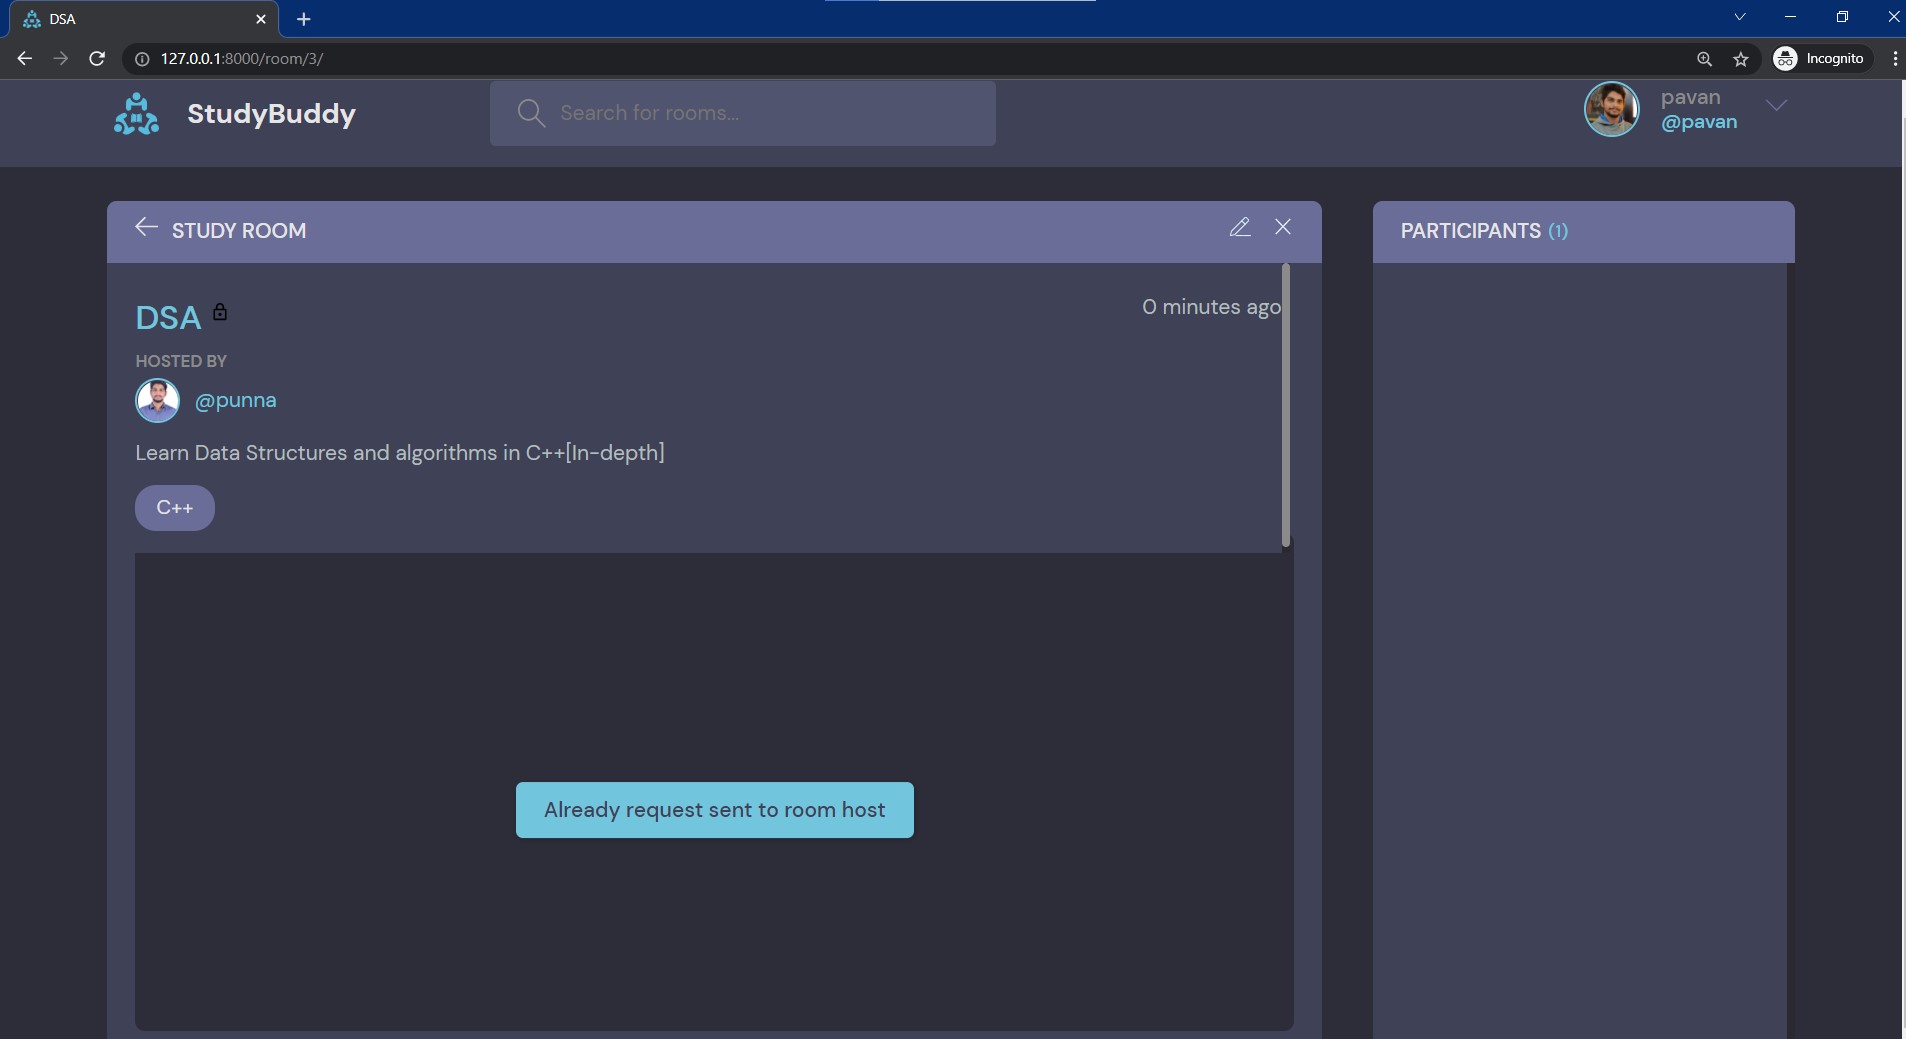 DSA
127.0.0.1:8000/room/3/
Incognito
StudyBuddy
Search for rooms...
pavan
@pavan
STUDY ROOM
PARTICIPANTS (1)
DSA
0 minutes ago
HOSTED BY
@punna
Learn Data Structures and algorithms in C++[In-depth]
C++
Already request sent to room host